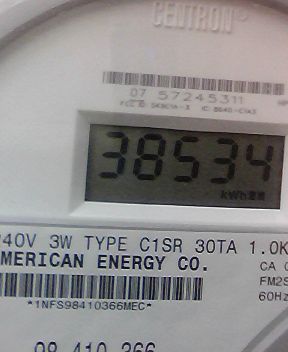 CENTRON®
07 57245311
38534
kWh
240V 3W TYPE C1SR 30TA 1.0K
AMERICAN ENERGY CO.
CA
FM2S
60Hz
*1NFS98410366MEC*
98 410 366